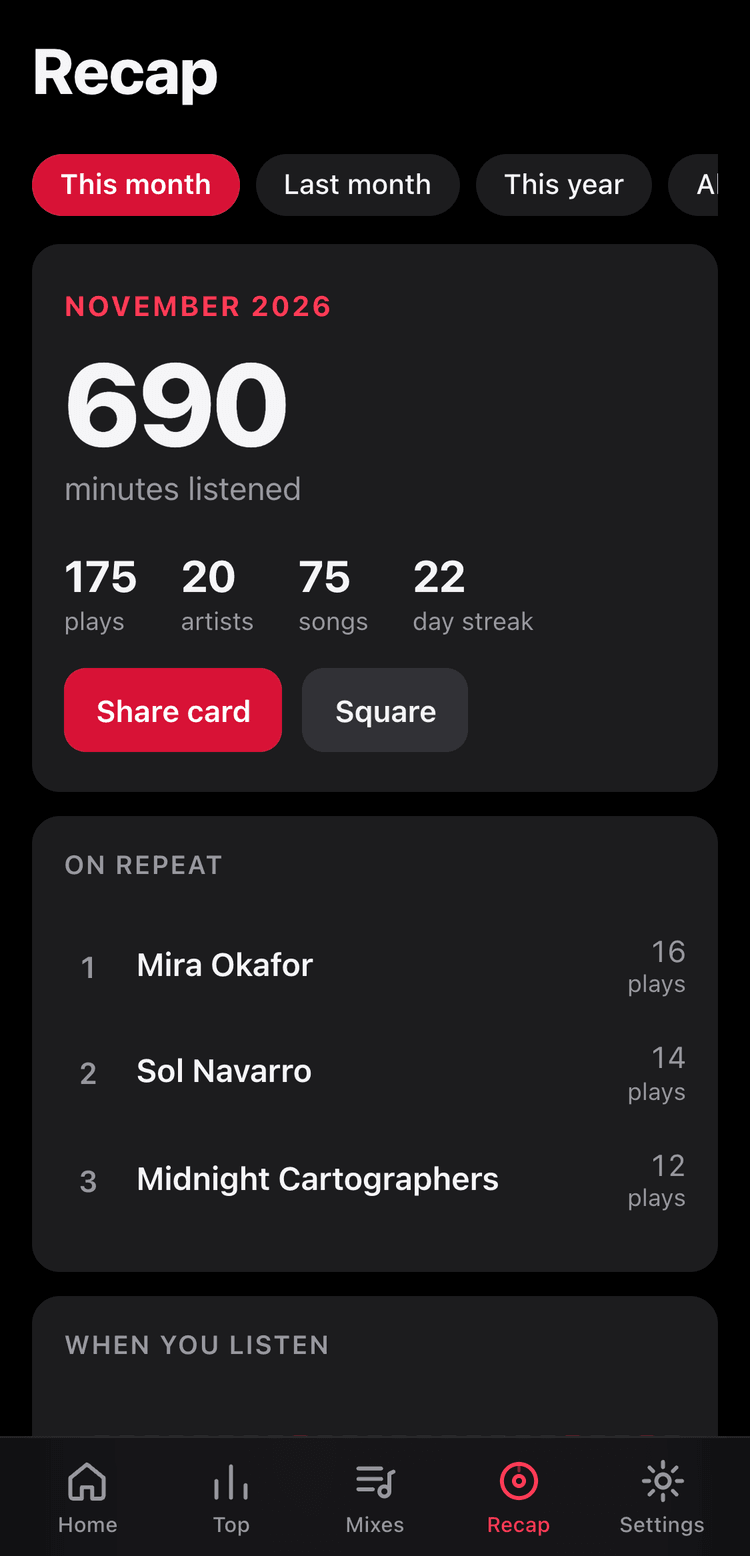 Recap
This month Last month This year
NOVEMBER 2026
690
minutes listened
175 20 75 22
plays artists songs day streak
Share card Square
ON REPEAT
1 Mira Okafor 16 plays
2 Sol Navarro 14 plays
3 Midnight Cartographers 12 plays
WHEN YOU LISTEN
Home Top Mixes Recap Settings